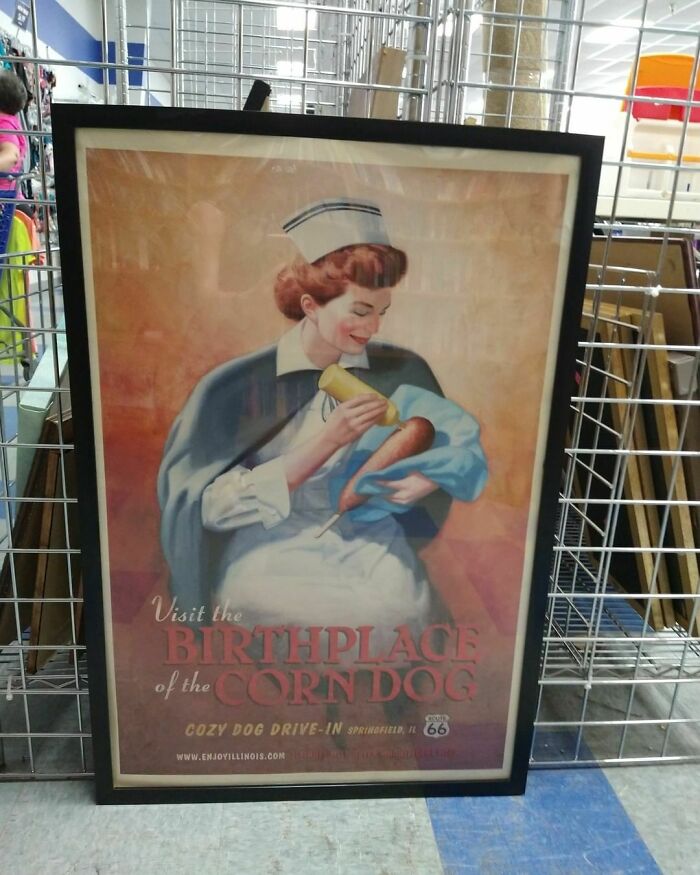 Visit the
BIRTHPLACE
of the CORN DOG
COZY DOG DRIVE-IN SPRINGFIELD, IL ROUTE 66
WWW.ENJOYILLINOIS.COM